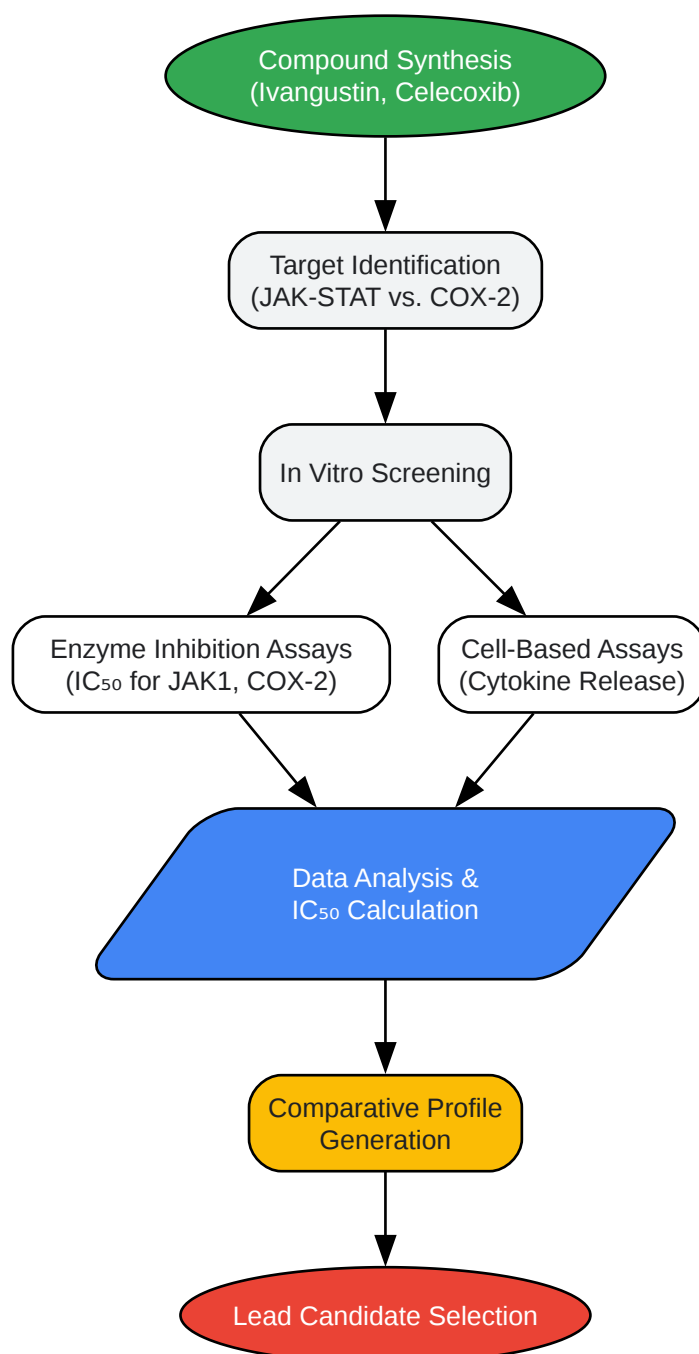 Compound Synthesis
(Ivangustin, Celecoxib)
Target Identification
(JAK-STAT vs. COX-2)
In Vitro Screening
Enzyme Inhibition Assays
(IC₅₀ for JAK1, COX-2)
Cell-Based Assays
(Cytokine Release)
Data Analysis &
IC₅₀ Calculation
Comparative Profile
Generation
Lead Candidate Selection